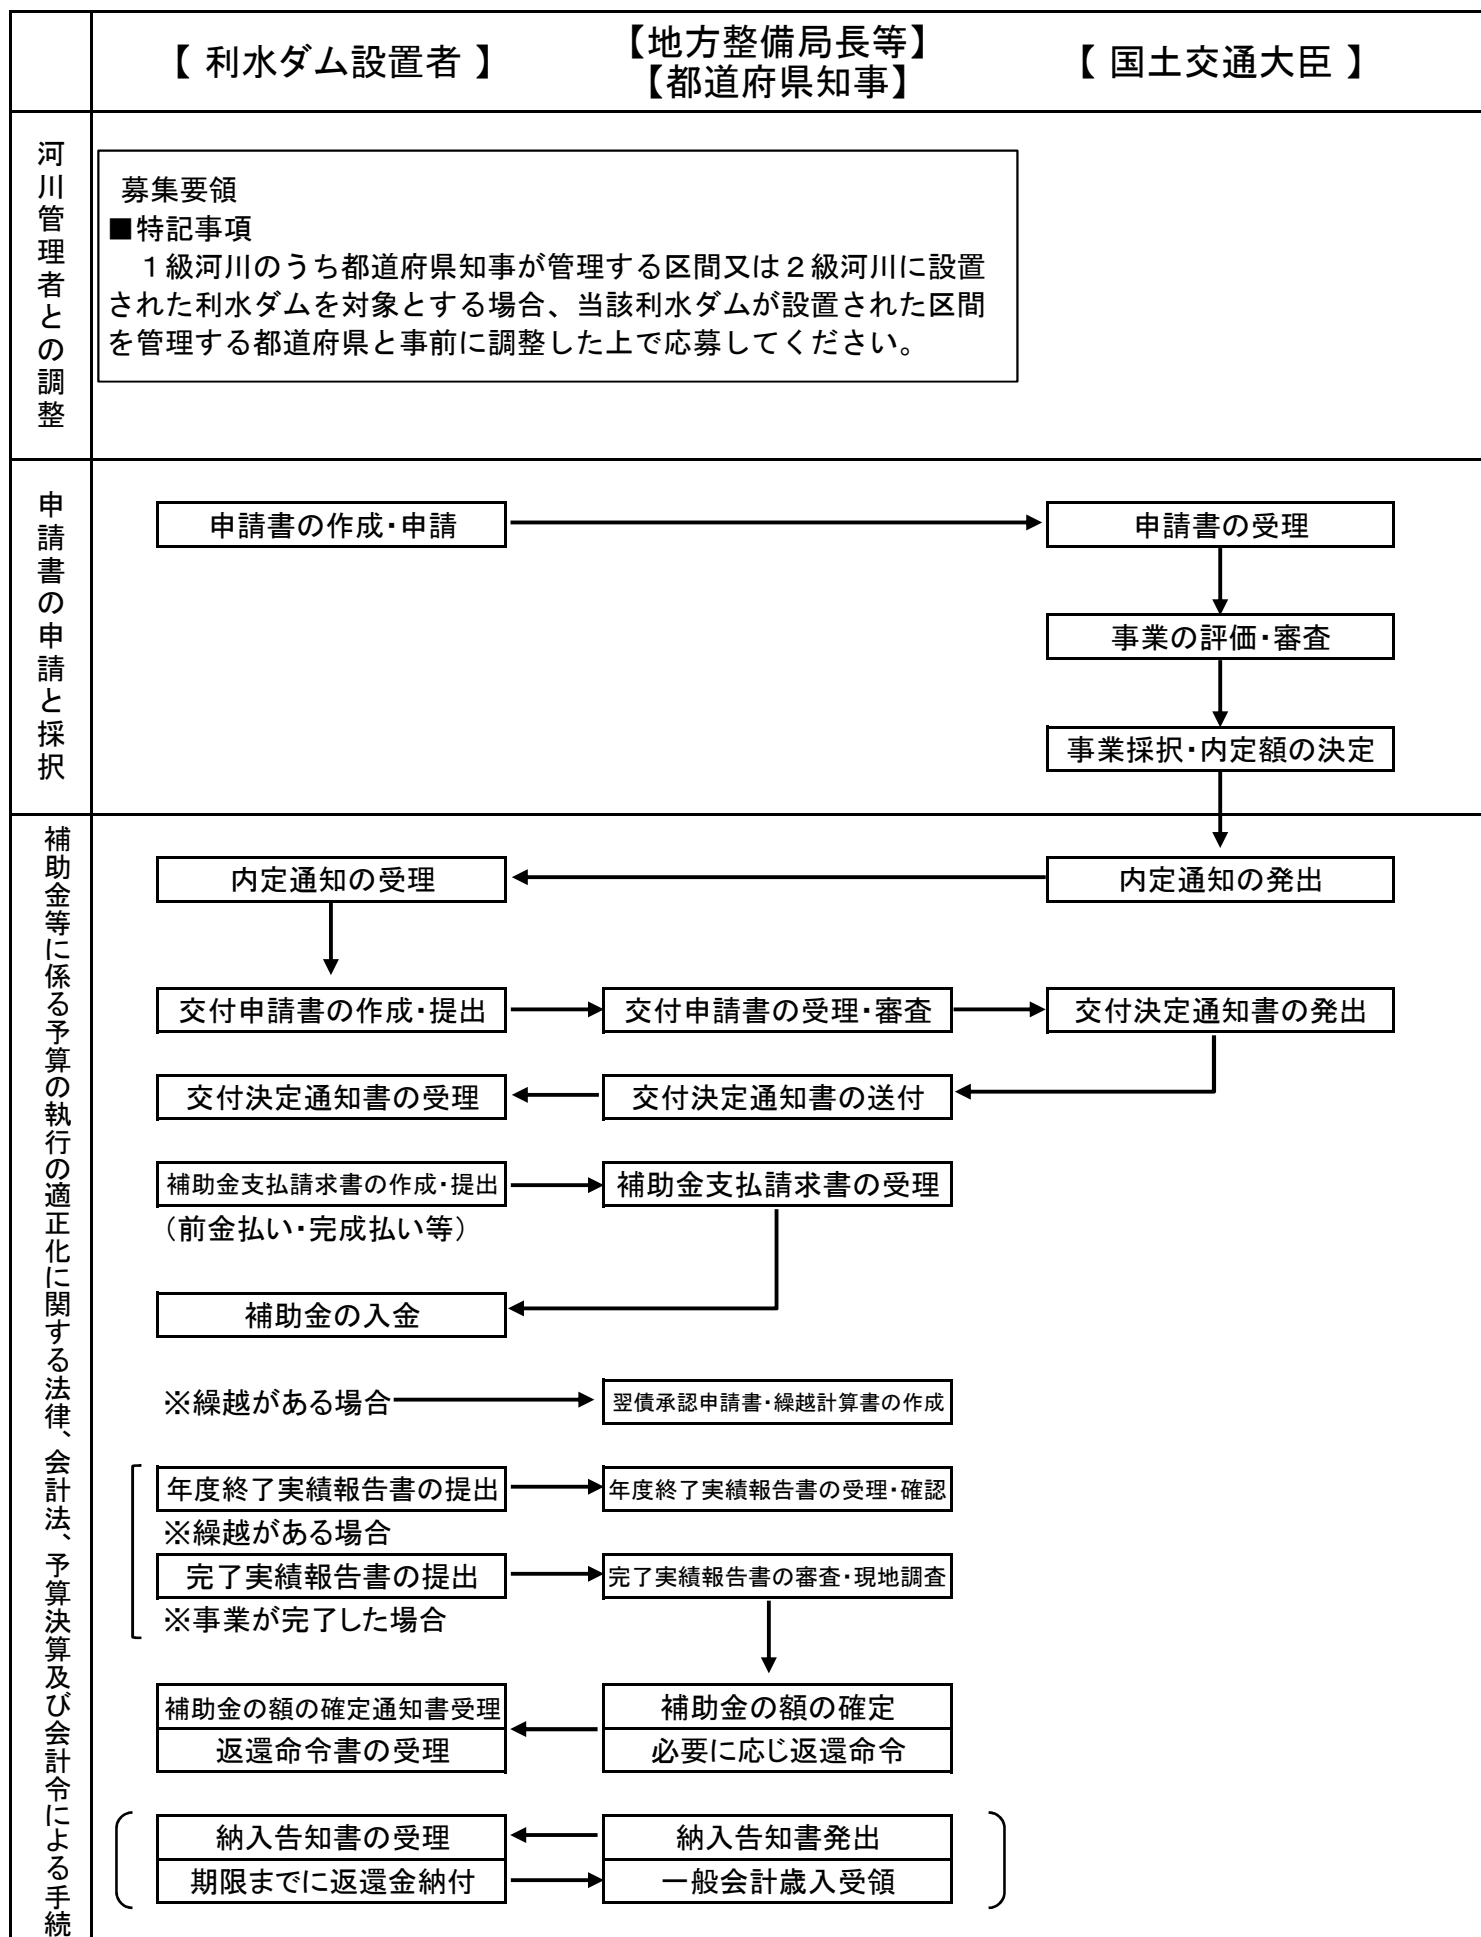 【 利水ダム設置者 】
【地方整備局長等】
【都道府県知事】
【 国土交通大臣 】
河川管理者との調整
募集要領
■特記事項
１級河川のうち都道府県知事が管理する区間又は２級河川に設置
された利水ダムを対象とする場合、当該利水ダムが設置された区間
を管理する都道府県と事前に調整した上で応募してください。
申請書の申請と採択
申請書の作成・申請
申請書の受理
事業の評価・審査
事業採択・内定額の決定
補助金等に係る予算の執行の適正化に関する法律、会計法、予算決算及び会計令による手続
内定通知の受理
内定通知の発出
交付申請書の作成・提出
交付申請書の受理・審査
交付決定通知書の発出
交付決定通知書の受理
交付決定通知書の送付
補助金支払請求書の作成・提出
補助金支払請求書の受理
（前金払い・完成払い等）
補助金の入金
※繰越がある場合
翌債承認申請書・繰越計算書の作成
年度終了実績報告書の提出
年度終了実績報告書の受理・確認
※繰越がある場合
完了実績報告書の提出
完了実績報告書の審査・現地調査
※事業が完了した場合
補助金の額の確定通知書受理
補助金の額の確定
返還命令書の受理
必要に応じ返還命令
納入告知書の受理
納入告知書発出
期限までに返還金納付
一般会計歳入受領